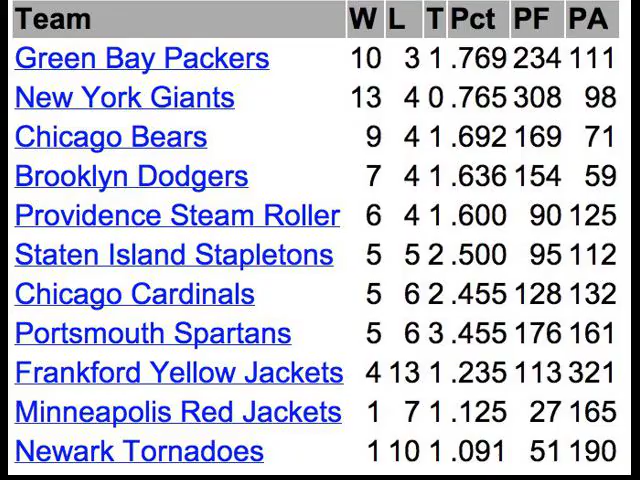 Team W L T Pct PF PA
Green Bay Packers 10 3 1 .769 234 111
New York Giants 13 4 0 .765 308 98
Chicago Bears 9 4 1 .692 169 71
Brooklyn Dodgers 7 4 1 .636 154 59
Providence Steam Roller 6 4 1 .600 90 125
Staten Island Stapletons 5 5 2 .500 95 112
Chicago Cardinals 5 6 2 .455 128 132
Portsmouth Spartans 5 6 3 .455 176 161
Frankford Yellow Jackets 4 13 1 .235 113 321
Minneapolis Red Jackets 1 7 1 .125 27 165
Newark Tornadoes 1 10 1 .091 51 190